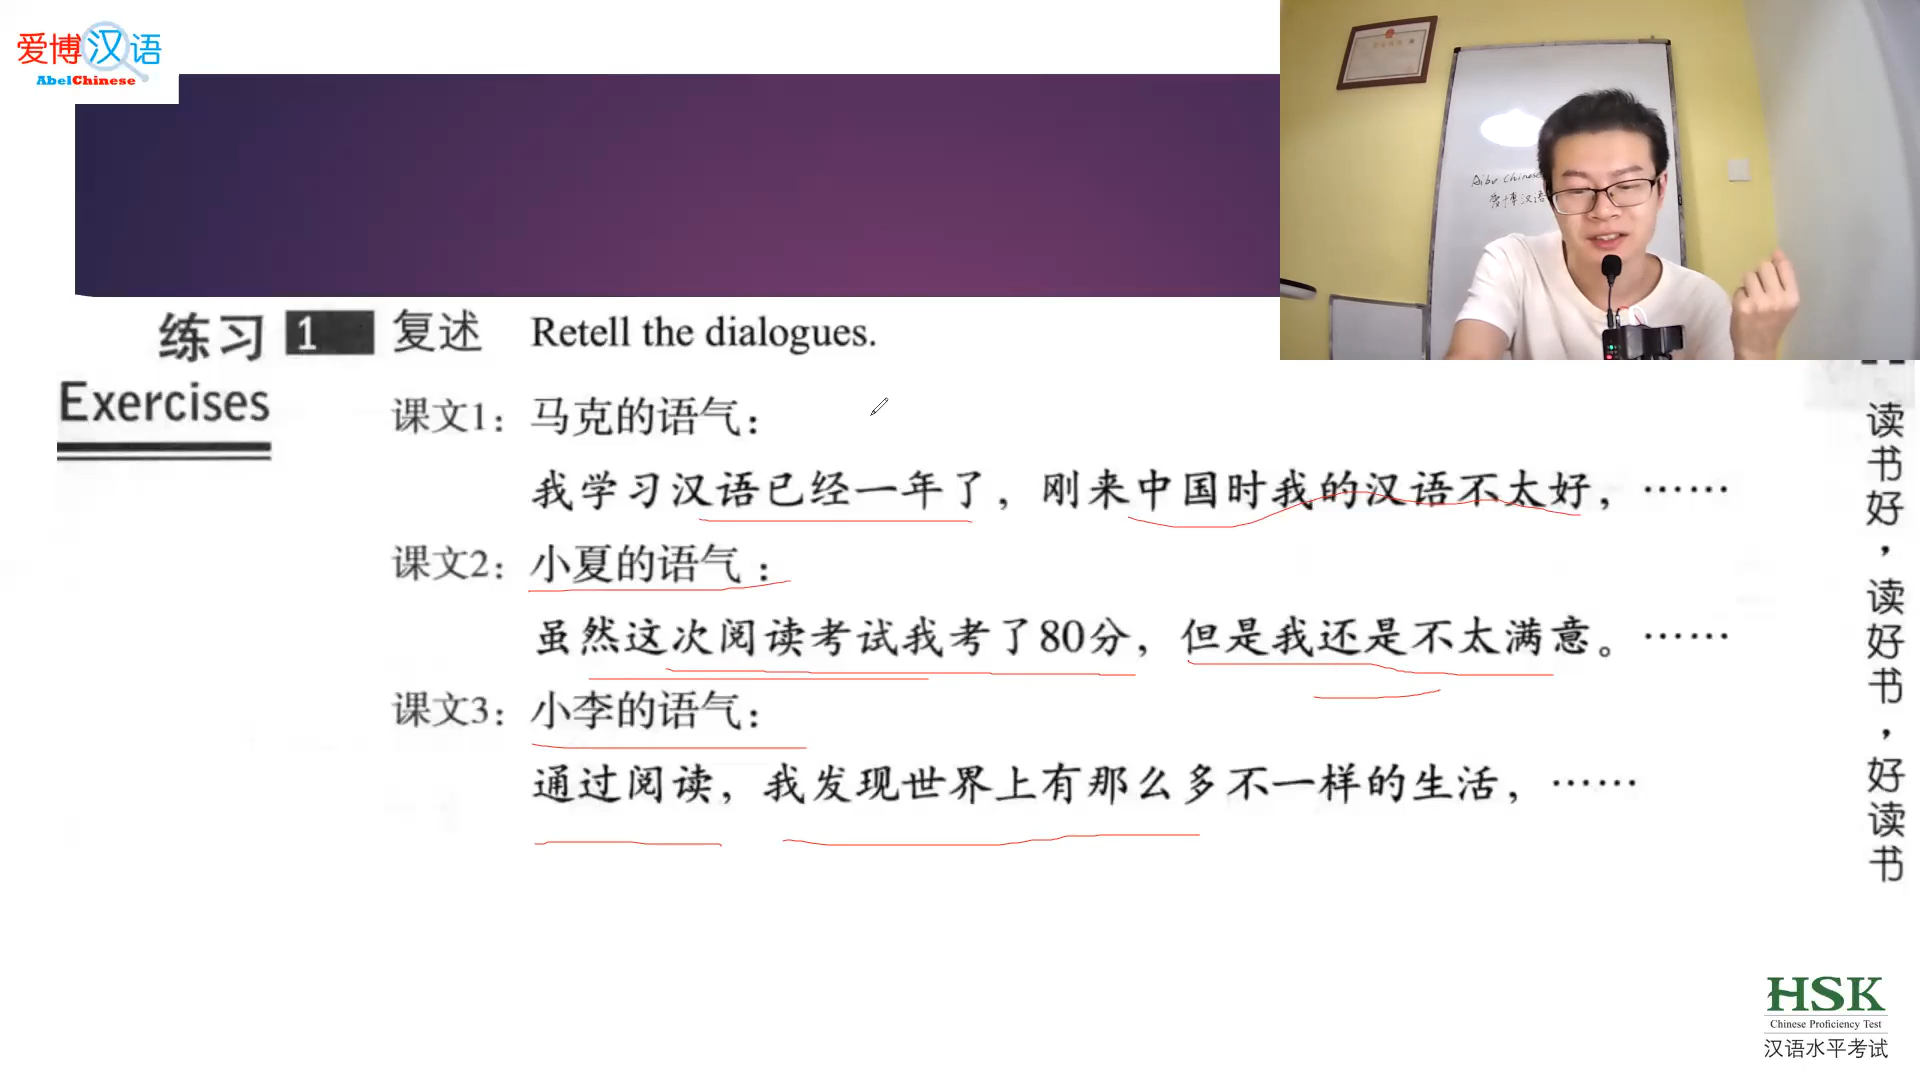 爱博汉语
AbelChinese
Aibo Chinese
爱博汉语
练习 1 复述 Retell the dialogues.
Exercises
课文1：马克的语气：
我学习汉语已经一年了，刚来中国时我的汉语不太好，……
课文2：小夏的语气：
虽然这次阅读考试我考了80分，但是我还是不太满意。……
课文3：小李的语气：
通过阅读，我发现世界上有那么多不一样的生活，……
读书好，读好书，好读书
HSK
Chinese Proficiency Test
汉语水平考试